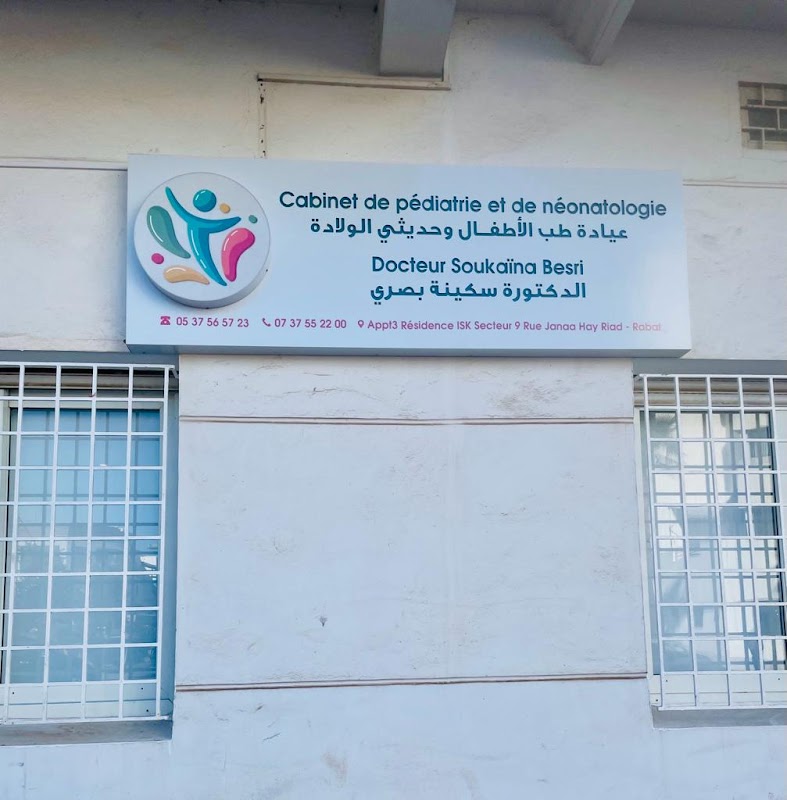 Cabinet de pédiatrie et de néonatologie
عيادة طب الأطفال وحديثي الولادة
Docteur Soukaïna Besri
الدكتورة سكينة بصري
05 37 56 57 23 07 37 55 22 00 Appt3 Résidence ISK Secteur 9 Rue Janaa Hay Riad - Rabat